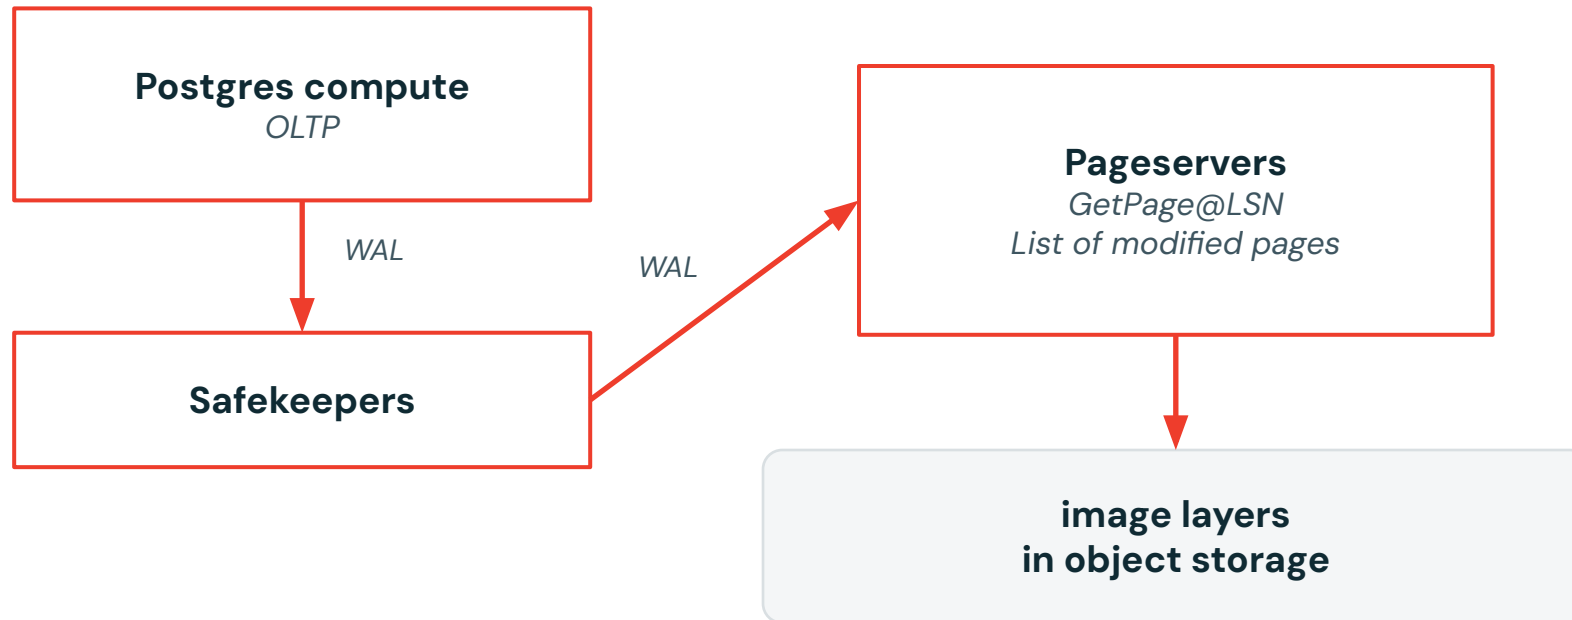 Postgres compute
OLTP
WAL
Safekeepers
WAL
Pageservers
GetPage@LSN
List of modified pages
image layers
in object storage